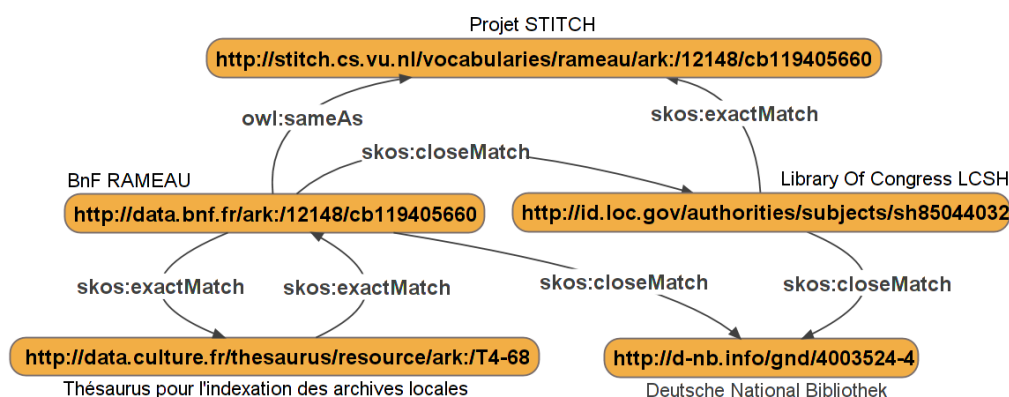 Projet STITCH
http://stitch.cs.vu.nl/vocabularies/rameau/ark:/12148/cb119405660
owl:sameAs
skos:exactMatch
skos:closeMatch
BnF RAMEAU
Library Of Congress LCSH
http://data.bnf.fr/ark:/12148/cb119405660
http://id.loc.gov/authorities/subjects/sh85044032
skos:exactMatch
skos:exactMatch
skos:closeMatch
skos:closeMatch
http://data.culture.fr/thesaurus/resource/ark:/T4-68
http://d-nb.info/gnd/4003524-4
Thésaurus pour l'indexation des archives locales
Deutsche National Bibliothek